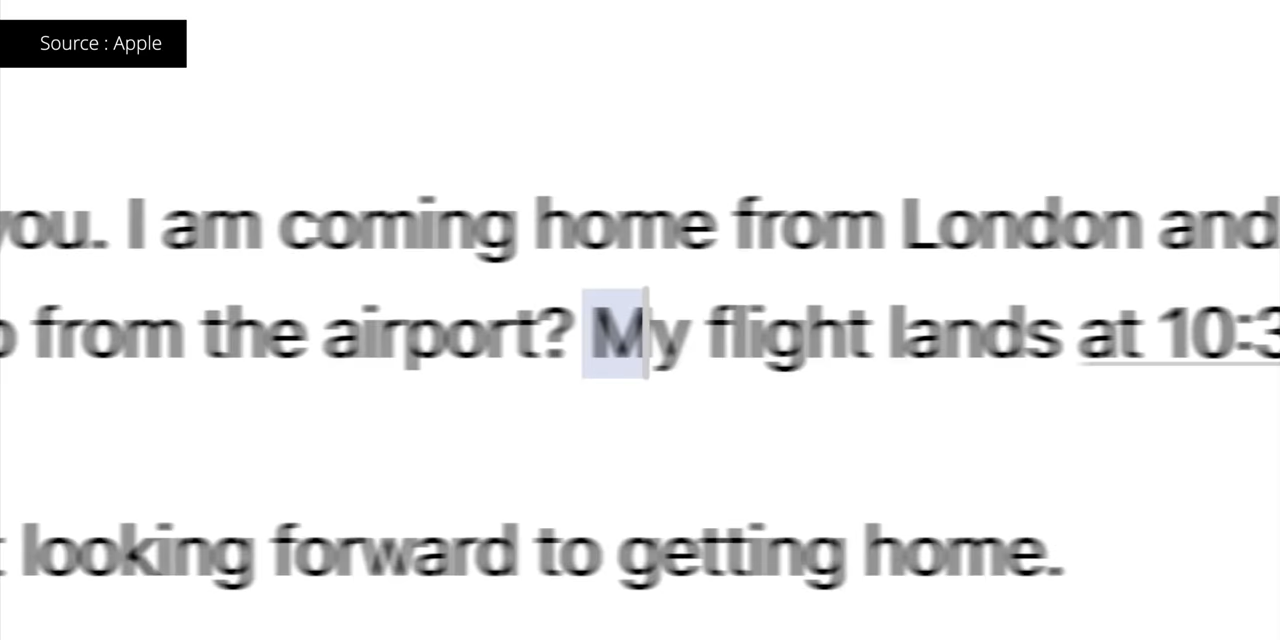 Source : Apple
you. I am coming home from London and
from the airport? My flight lands at 10:3
looking forward to getting home.